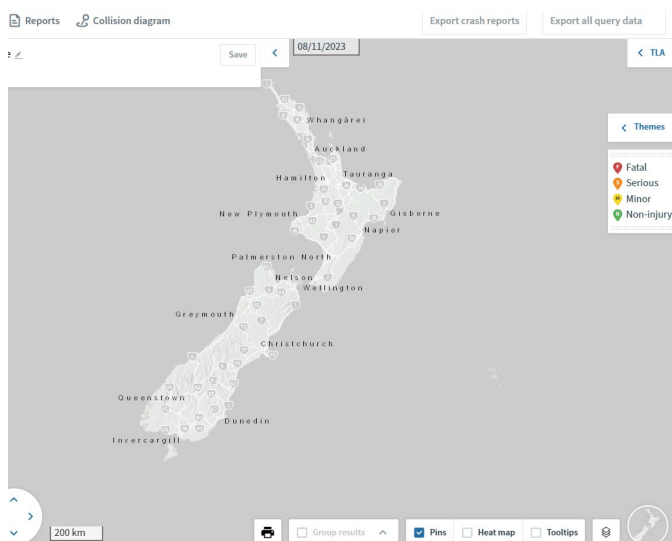 Reports
Collision diagram
Export crash reports
Export all query data
Save
08/11/2023
TLA
Themes
Fatal
Serious
Minor
Non-injury
Whangārei
Auckland
Hamilton
Tauranga
New Plymouth
Gisborne
Napier
Palmerston North
Nelson
Wellington
Greymouth
Christchurch
Queenstown
Dunedin
Invercargill
200 km
Group results
Pins
Heat map
Tooltips